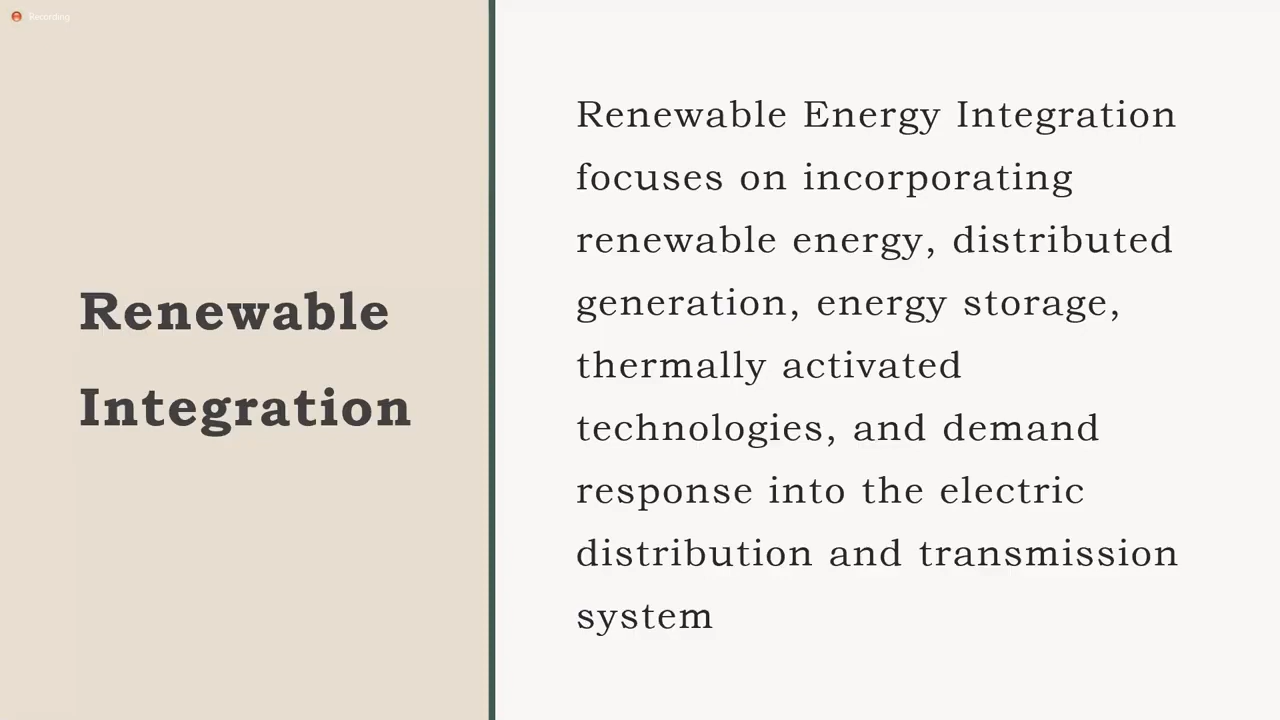 Recording
Renewable
Integration
Renewable Energy Integration
focuses on incorporating
renewable energy, distributed
generation, energy storage,
thermally activated
technologies, and demand
response into the electric
distribution and transmission
system